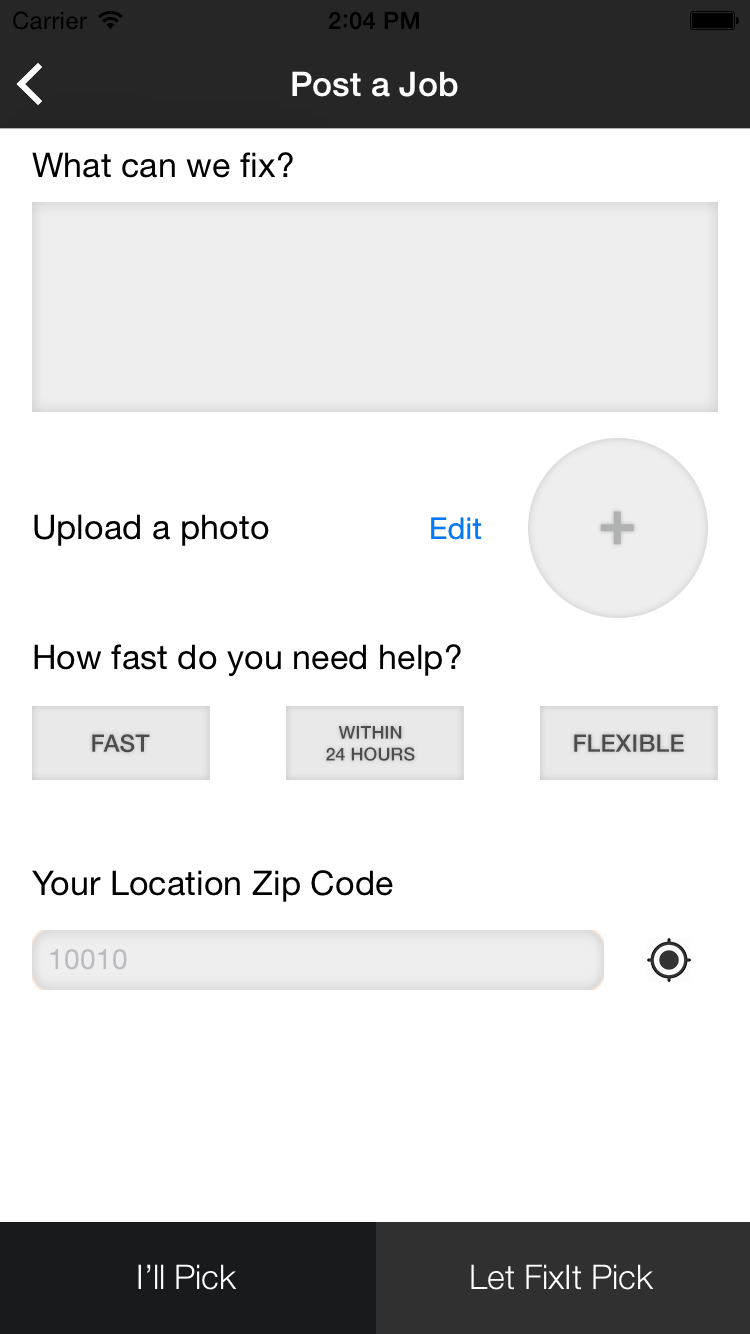 Carrier 2:04 PM
Post a Job
What can we fix?
Upload a photo Edit
How fast do you need help?
FAST
WITHIN
24 HOURS
FLEXIBLE
Your Location Zip Code
10010
I’ll Pick
Let FixIt Pick